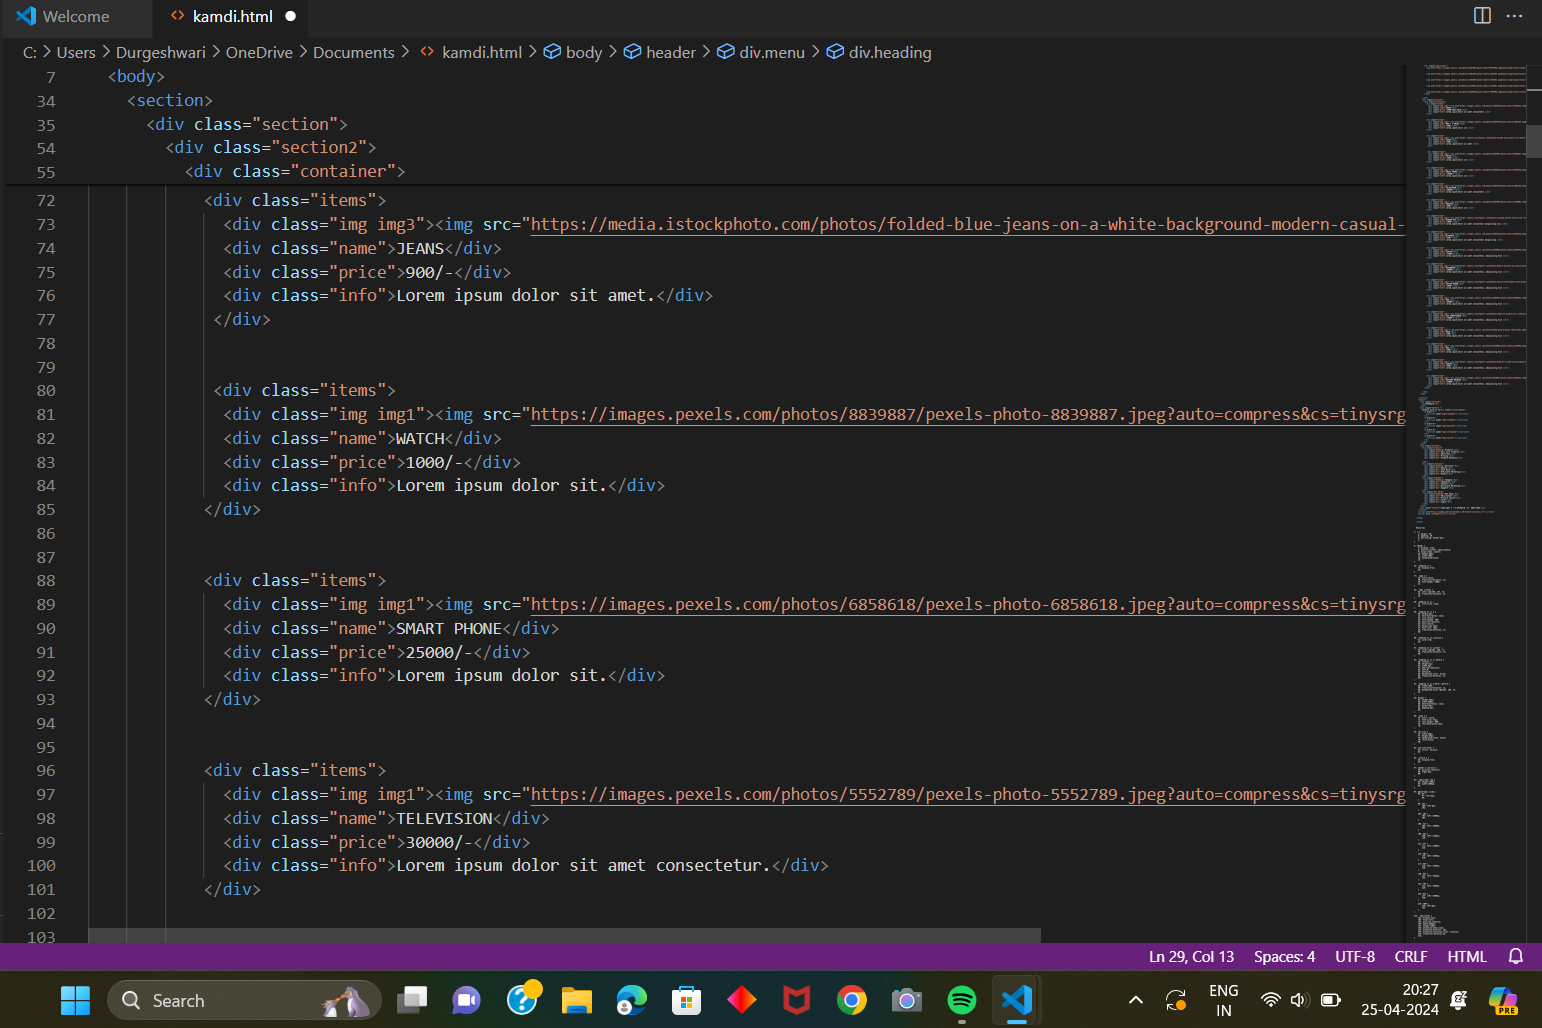 Welcome
kamdi.html
C: > Users > Durgeshwari > OneDrive > Documents > <> kamdi.html > body > header > div.menu > div.heading
7 <body>
34 <section>
35 <div class="section">
54 <div class="section2">
55 <div class="container">
72 <div class="items">
73 <div class="img img3"><img src="https://media.istockphoto.com/photos/folded-blue-jeans-on-a-white-background-modern-casual-
74 <div class="name">JEANS</div>
75 <div class="price">900/-</div>
76 <div class="info">Lorem ipsum dolor sit amet.</div>
77 </div>
78
79
80 <div class="items">
81 <div class="img img1"><img src="https://images.pexels.com/photos/8839887/pexels-photo-8839887.jpeg?auto=compress&cs=tinysrg
82 <div class="name">WATCH</div>
83 <div class="price">1000/-</div>
84 <div class="info">Lorem ipsum dolor sit.</div>
85 </div>
86
87
88 <div class="items">
89 <div class="img img1"><img src="https://images.pexels.com/photos/6858618/pexels-photo-6858618.jpeg?auto=compress&cs=tinysrg
90 <div class="name">SMART PHONE</div>
91 <div class="price">25000/-</div>
92 <div class="info">Lorem ipsum dolor sit.</div>
93 </div>
94
95
96 <div class="items">
97 <div class="img img1"><img src="https://images.pexels.com/photos/5552789/pexels-photo-5552789.jpeg?auto=compress&cs=tinysrg
98 <div class="name">TELEVISION</div>
99 <div class="price">30000/-</div>
100 <div class="info">Lorem ipsum dolor sit amet consectetur.</div>
101 </div>
102
103
Ln 29, Col 13 Spaces: 4 UTF-8 CRLF HTML
Search
ENG
IN
20:27
25-04-2024
PRE